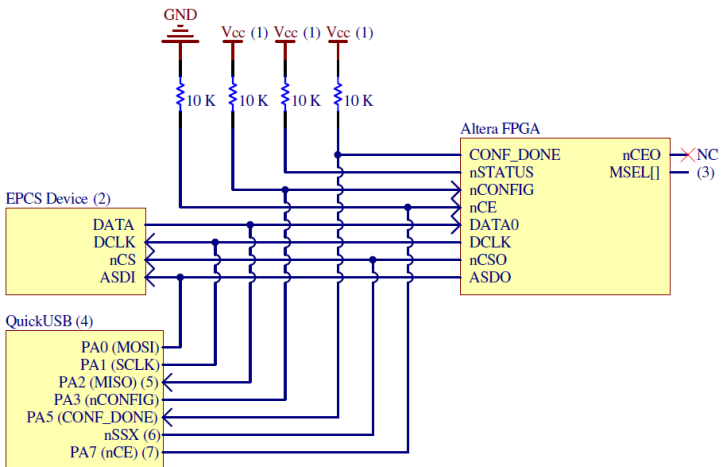 GND
Vcc (1) Vcc (1) Vcc (1)
10 K 10 K 10 K 10 K
Altera FPGA
CONF_DONE nCEO NC
nSTATUS MSEL[] (3)
nCONFIG
nCE
EPCS Device (2)
DATA DATA0
DCLK DCLK
nCS nCSO
ASDI ASDO
QuickUSB (4)
PA0 (MOSI)
PA1 (SCLK)
PA2 (MISO) (5)
PA3 (nCONFIG)
PA5 (CONF_DONE)
nSSX (6)
PA7 (nCE) (7)